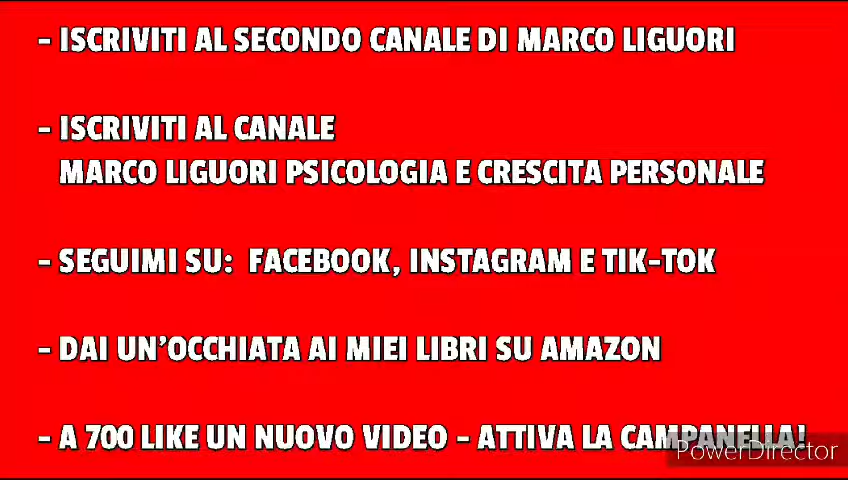 - ISCRIVITI AL SECONDO CANALE DI MARCO LIGUORI
- ISCRIVITI AL CANALE
MARCO LIGUORI PSICOLOGIA E CRESCITA PERSONALE
- SEGUIMI SU: FACEBOOK, INSTAGRAM E TIK-TOK
- DAI UN'OCCHIATA AI MIEI LIBRI SU AMAZON
- A 700 LIKE UN NUOVO VIDEO - ATTIVA LA CAMPANELLA!
PowerDirector